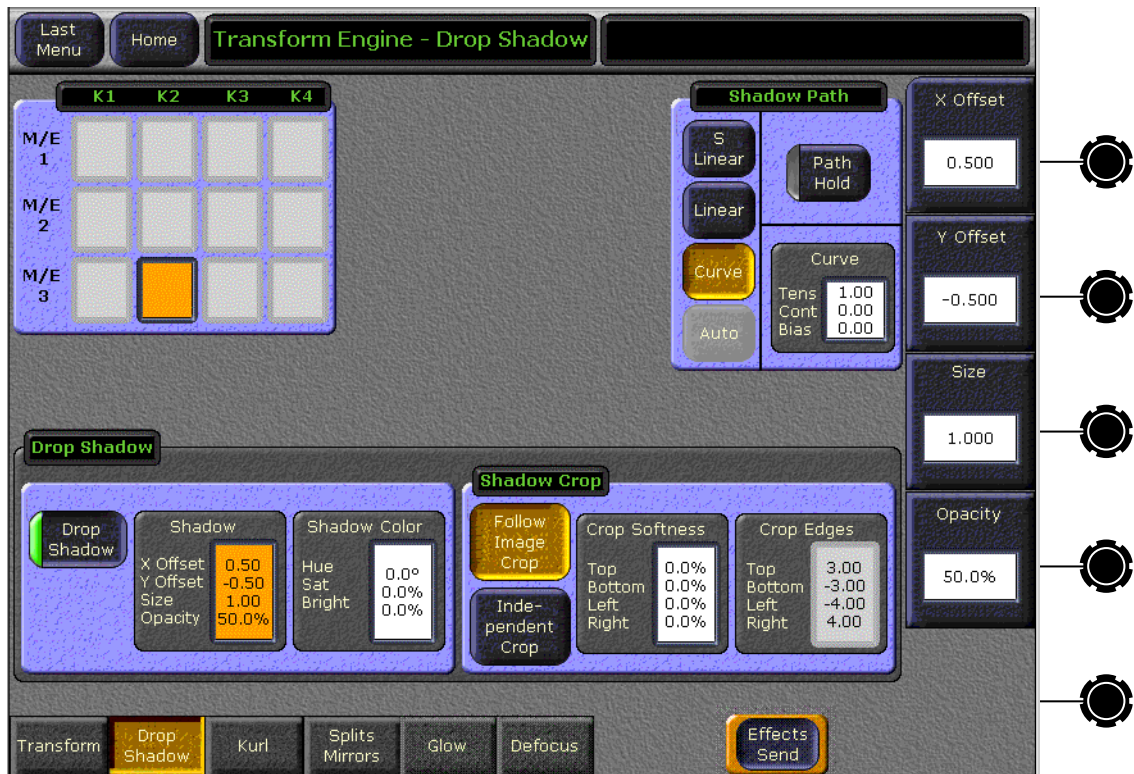 Last
Menu
Home
Transform Engine - Drop Shadow
K1 K2 K3 K4
M/E
1
M/E
2
M/E
3
Shadow Path
S
Linear
Linear
Curve
Auto
Path
Hold
Curve
Tens 1.00
Cont 0.00
Bias 0.00
X Offset
0.500
Y Offset
-0.500
Size
1.000
Opacity
50.0%
Drop Shadow
Drop
Shadow
Shadow
X Offset 0.50
Y Offset -0.50
Size 1.00
Opacity 50.0%
Shadow Color
Hue 0.0°
Sat 0.0%
Bright 0.0%
Shadow Crop
Follow
Image
Crop
Inde-
pendent
Crop
Crop Softness
Top 0.0%
Bottom 0.0%
Left 0.0%
Right 0.0%
Crop Edges
Top 3.00
Bottom -3.00
Left -4.00
Right 4.00
Transform
Drop
Shadow
Kurl
Splits
Mirrors
Glow
Defocus
Effects
Send